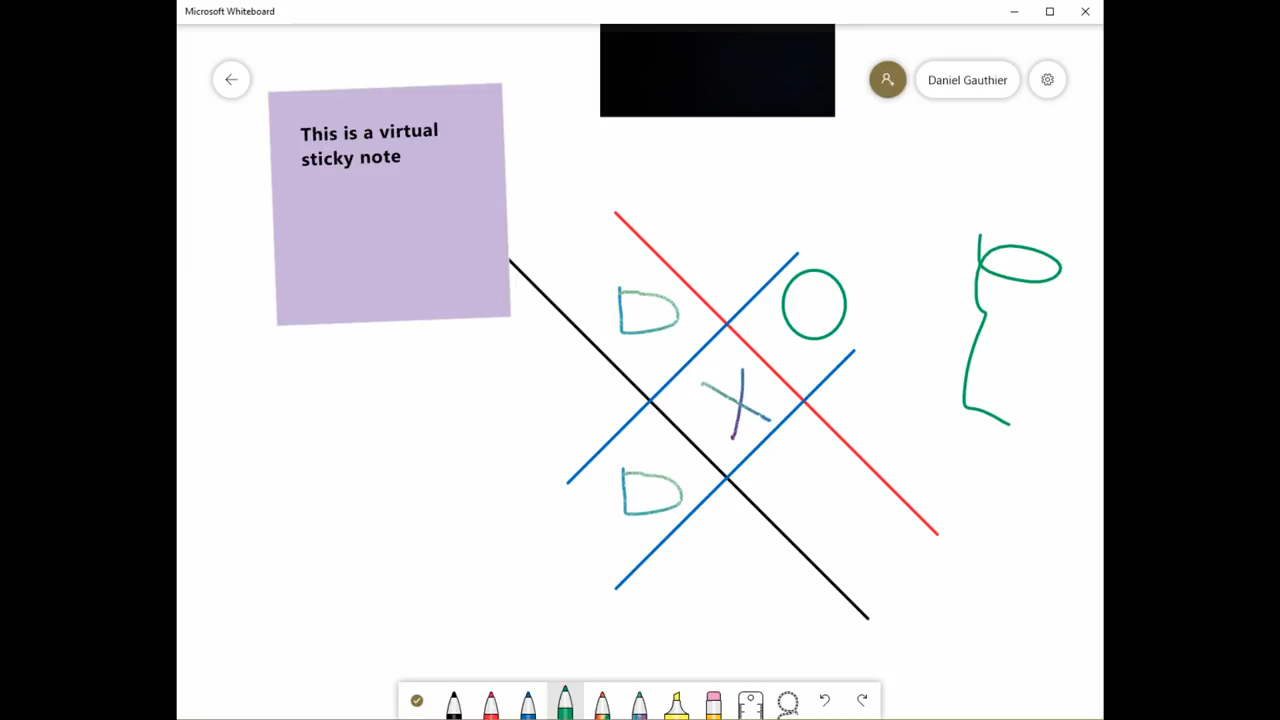 Microsoft Whiteboard
Daniel Gauthier
This is a virtual
sticky note
D
O
X
D